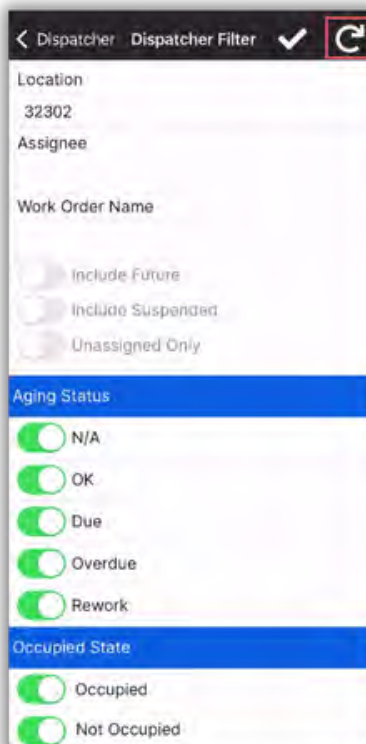 Dispatcher Dispatcher Filter
Location
32302
Assignee
Work Order Name
Include Future
Include Suspended
Unassigned Only
Aging Status
N/A
OK
Due
Overdue
Rework
Occupied State
Occupied
Not Occupied